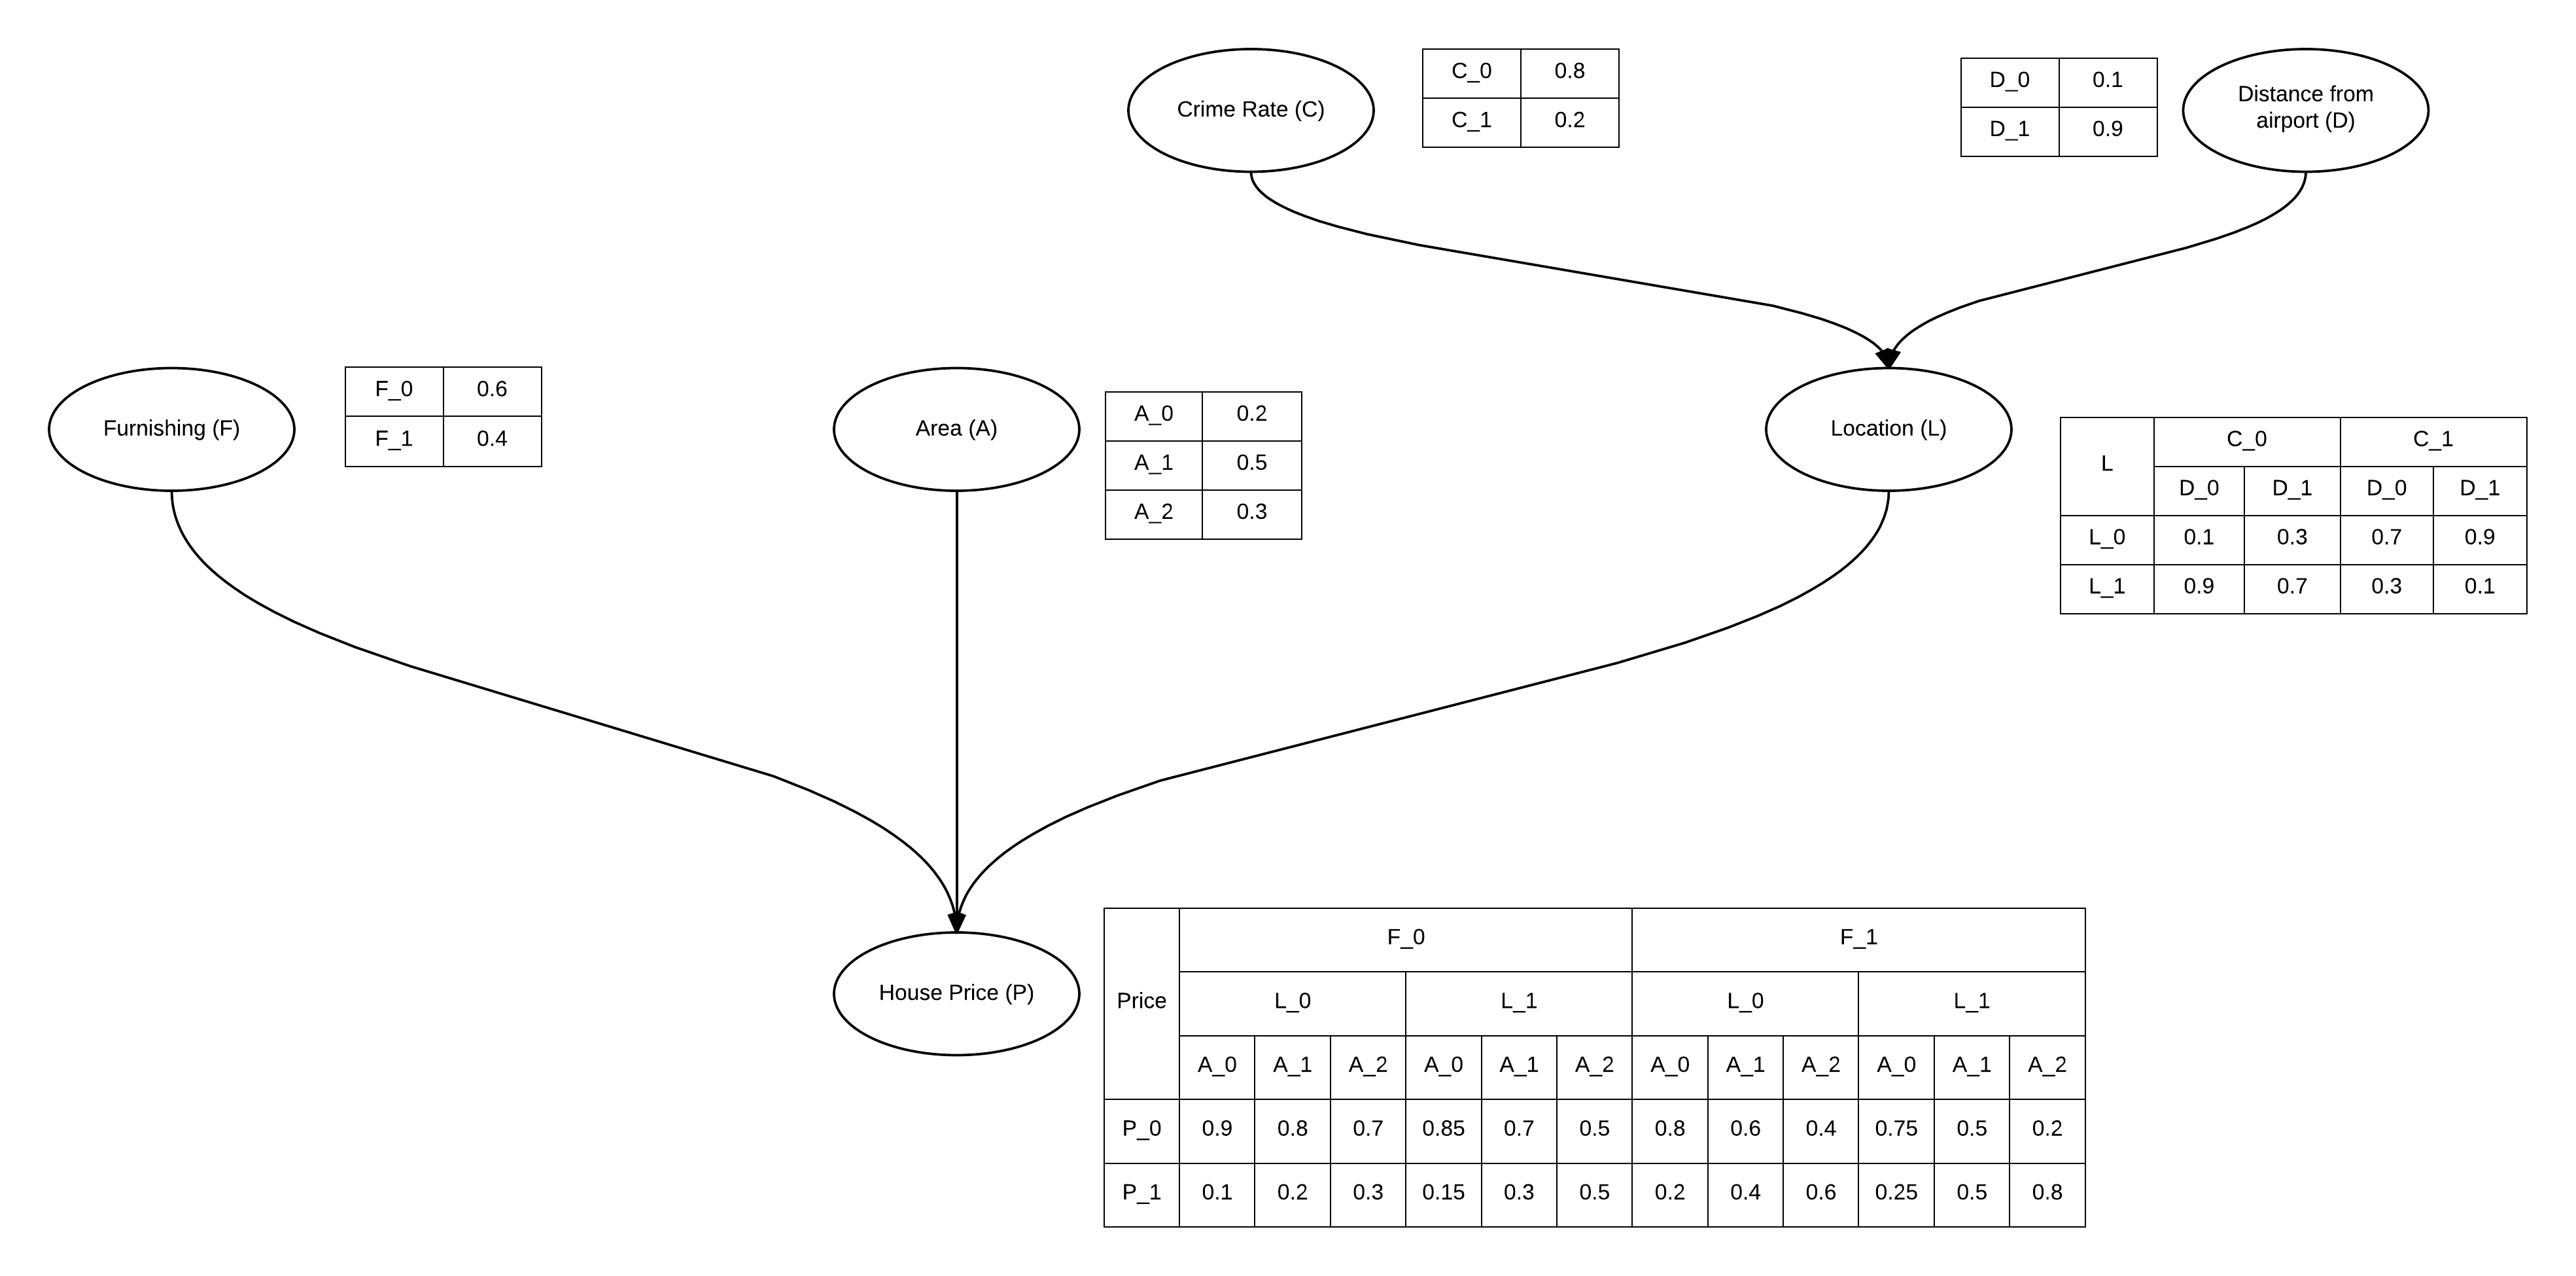 Crime Rate (C)
C_0 0.8
C_1 0.2
D_0 0.1
D_1 0.9
Distance from
airport (D)
Furnishing (F)
F_0 0.6
F_1 0.4
Area (A)
A_0 0.2
A_1 0.5
A_2 0.3
Location (L)
L C_0 C_1
D_0 D_1 D_0 D_1
L_0 0.1 0.3 0.7 0.9
L_1 0.9 0.7 0.3 0.1
House Price (P)
Price F_0 F_1
L_0 L_1 L_0 L_1
A_0 A_1 A_2 A_0 A_1 A_2 A_0 A_1 A_2 A_0 A_1 A_2
P_0 0.9 0.8 0.7 0.85 0.7 0.5 0.8 0.6 0.4 0.75 0.5 0.2
P_1 0.1 0.2 0.3 0.15 0.3 0.5 0.2 0.4 0.6 0.25 0.5 0.8